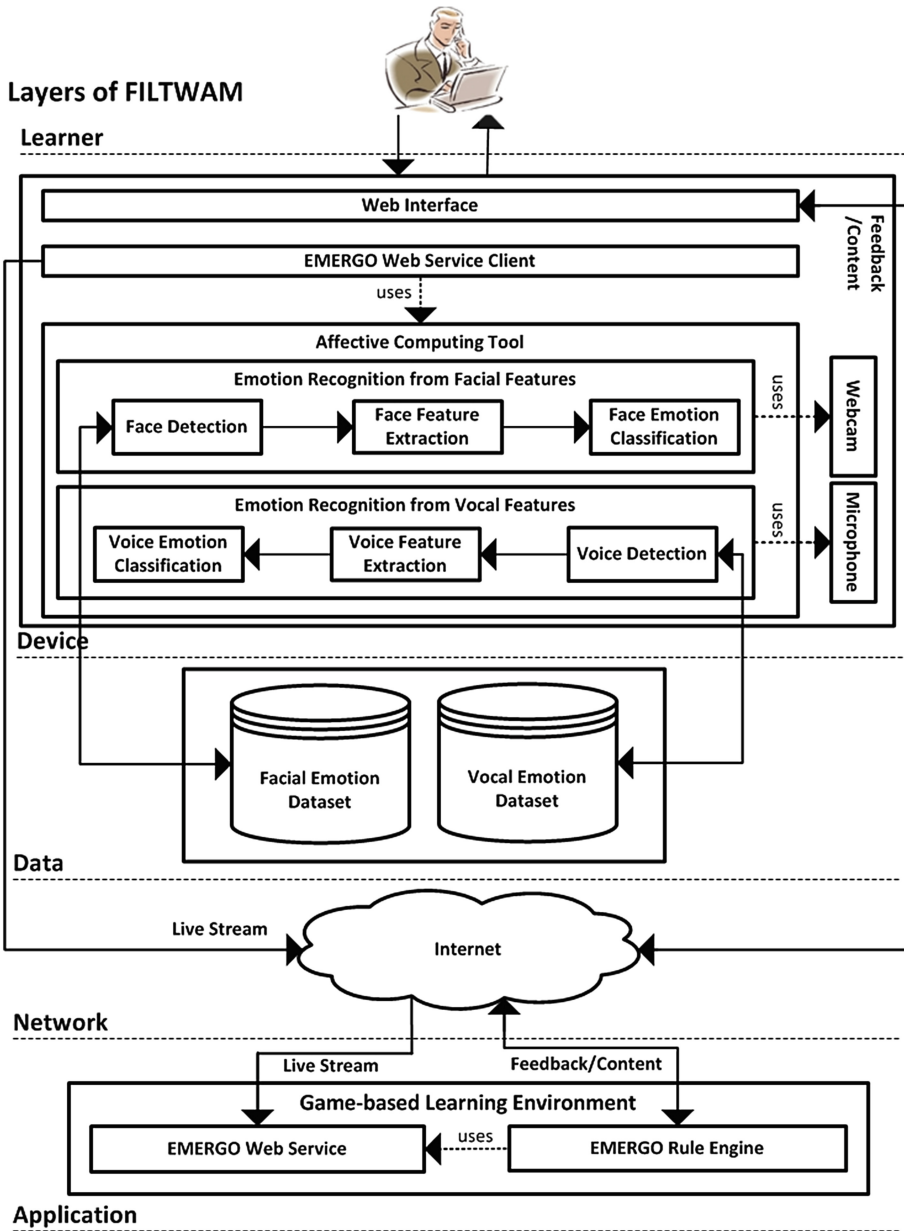 Layers of FILTWAM
Learner
Web Interface
Feedback
/Content
EMERGO Web Service Client
uses
Affective Computing Tool
Emotion Recognition from Facial Features
uses
Webcam
Face Detection
Face Feature
Extraction
Face Emotion
Classification
Emotion Recognition from Vocal Features
uses
Microphone
Voice Emotion
Classification
Voice Feature
Extraction
Voice Detection
Device
Facial Emotion
Dataset
Vocal Emotion
Dataset
Data
Live Stream
Internet
Network
Live Stream
Feedback/Content
Game-based Learning Environment
EMERGO Web Service
uses
EMERGO Rule Engine
Application